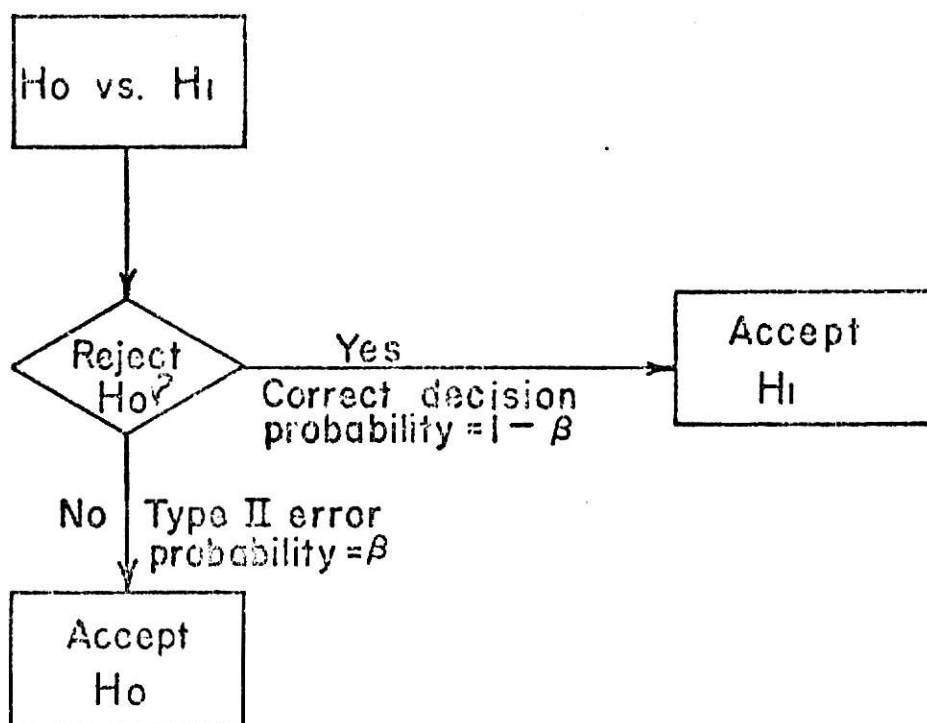 Ho vs. H1
Reject
Ho?
Yes
Correct decision
probability = 1 - β
Accept
H1
No
Type II error
probability = β
Accept
Ho